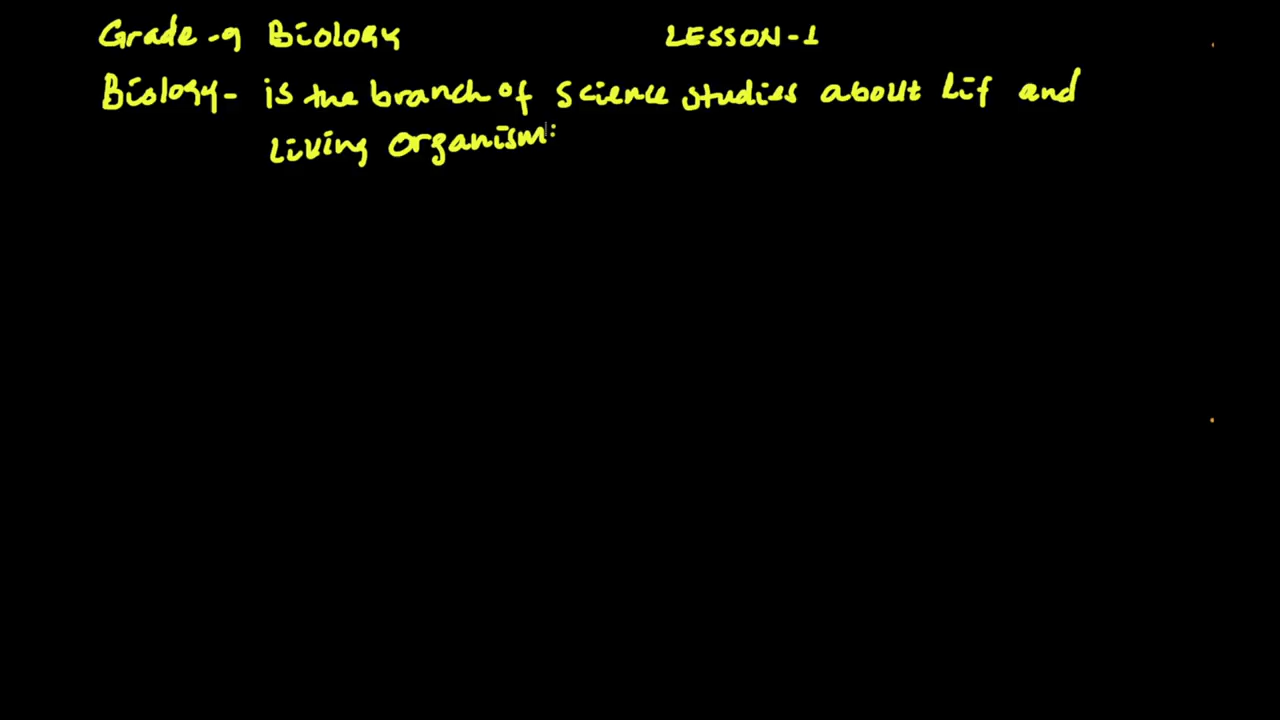 Grade-9 Biology LESSON-1
Biology- is the branch of science studies about lif and
living organism: